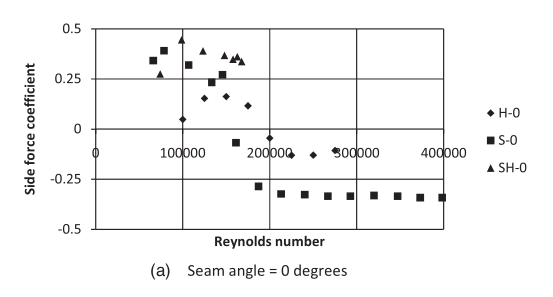 0.5
0.25
0
-0.25
-0.5
Side force coefficient
0 100000 200000 300000 400000
Reynolds number
H-0
S-0
SH-0
(a) Seam angle = 0 degrees